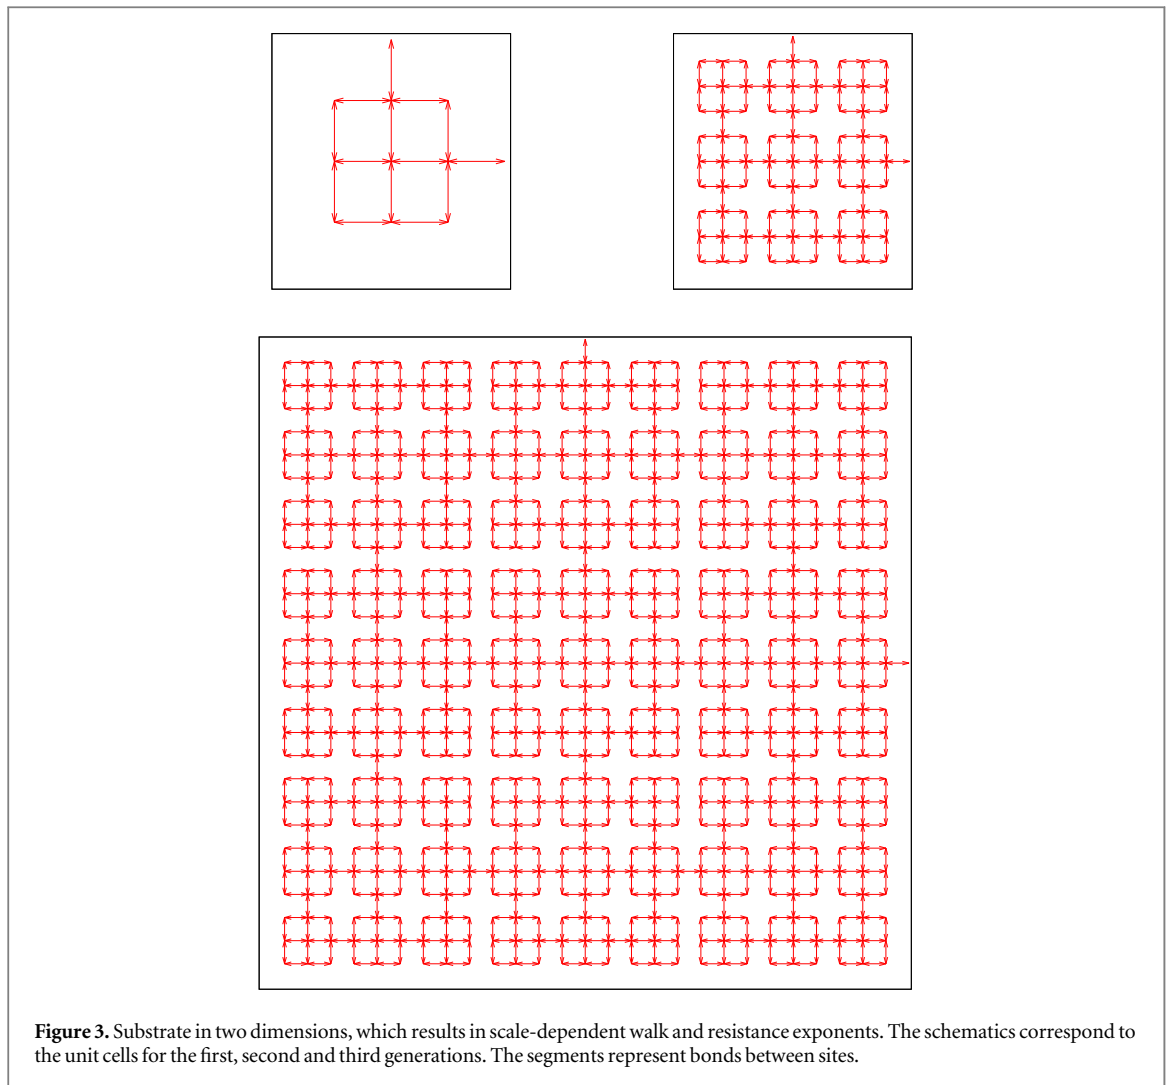 Figure 3. Substrate in two dimensions, which results in scale-dependent walk and resistance exponents. The schematics correspond to
the unit cells for the first, second and third generations. The segments represent bonds between sites.